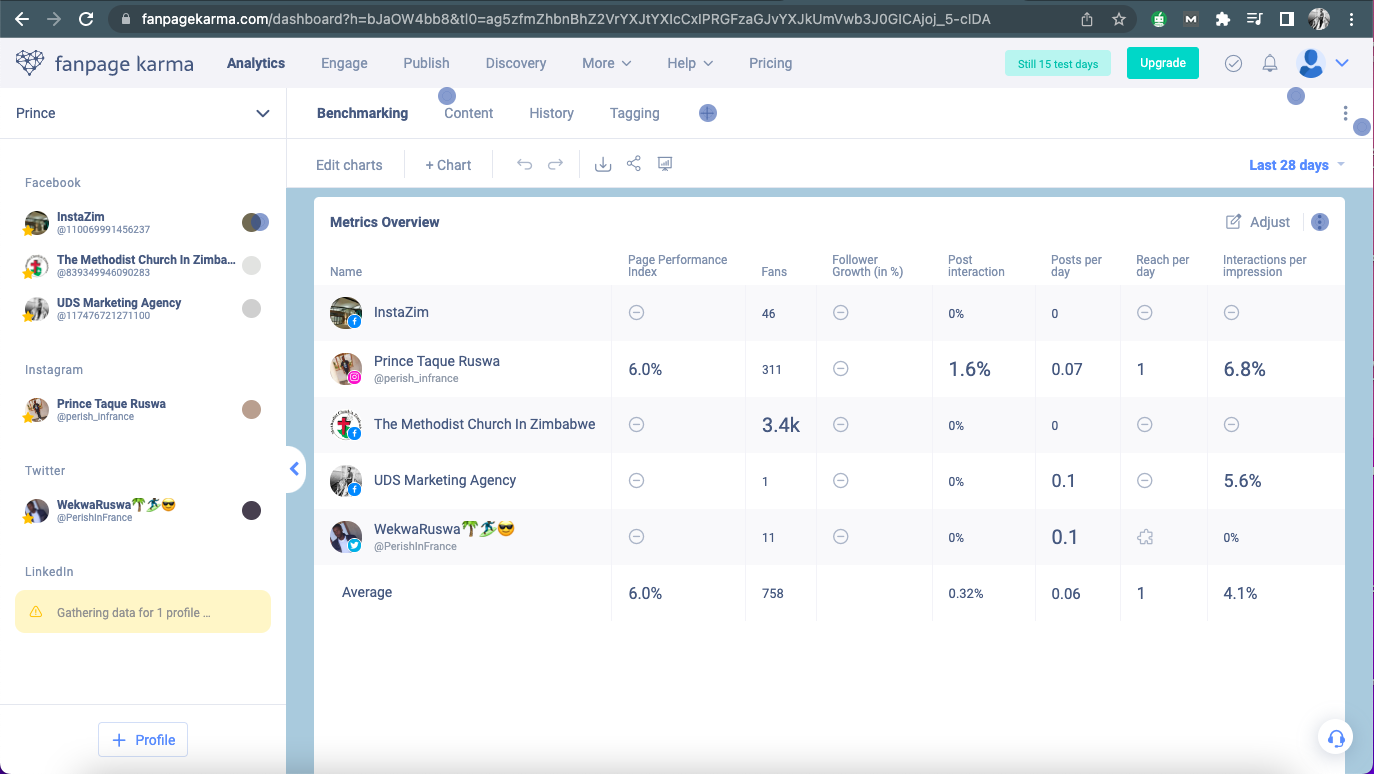 fanpagekarma.com/dashboard?h=bJaOW4bb8&tl0=ag5zfmZhbnBhZ2VrYXJtYXIcCxIPRGFzaGJvYXJkUmVwb3J0GICAjoj_5-cIDA
fanpage karma
Analytics
Engage
Publish
Discovery
More
Help
Pricing
Still 15 test days
Upgrade
Prince
Benchmarking
Content
History
Tagging
Edit charts
+ Chart
Last 28 days
Facebook
InstaZim
@110069991456237
The Methodist Church In Zimba...
@839349946090283
UDS Marketing Agency
@117476721271100
Instagram
Prince Taque Ruswa
@perish_infrance
Twitter
WekwaRuswa🌴🏄😎
@PerishInFrance
LinkedIn
Gathering data for 1 profile ...
+ Profile
Metrics Overview
Adjust
Name
Page Performance Index
Fans
Follower Growth (in %)
Post interaction
Posts per day
Reach per day
Interactions per impression
InstaZim 46 0% 0
Prince Taque Ruswa 6.0% 311 1.6% 0.07 1 6.8%
@perish_infrance
The Methodist Church In Zimbabwe 3.4k 0% 0
UDS Marketing Agency 1 0% 0.1 5.6%
WekwaRuswa🌴🏄😎 11 0% 0.1 0%
@PerishInFrance
Average 6.0% 758 0.32% 0.06 1 4.1%